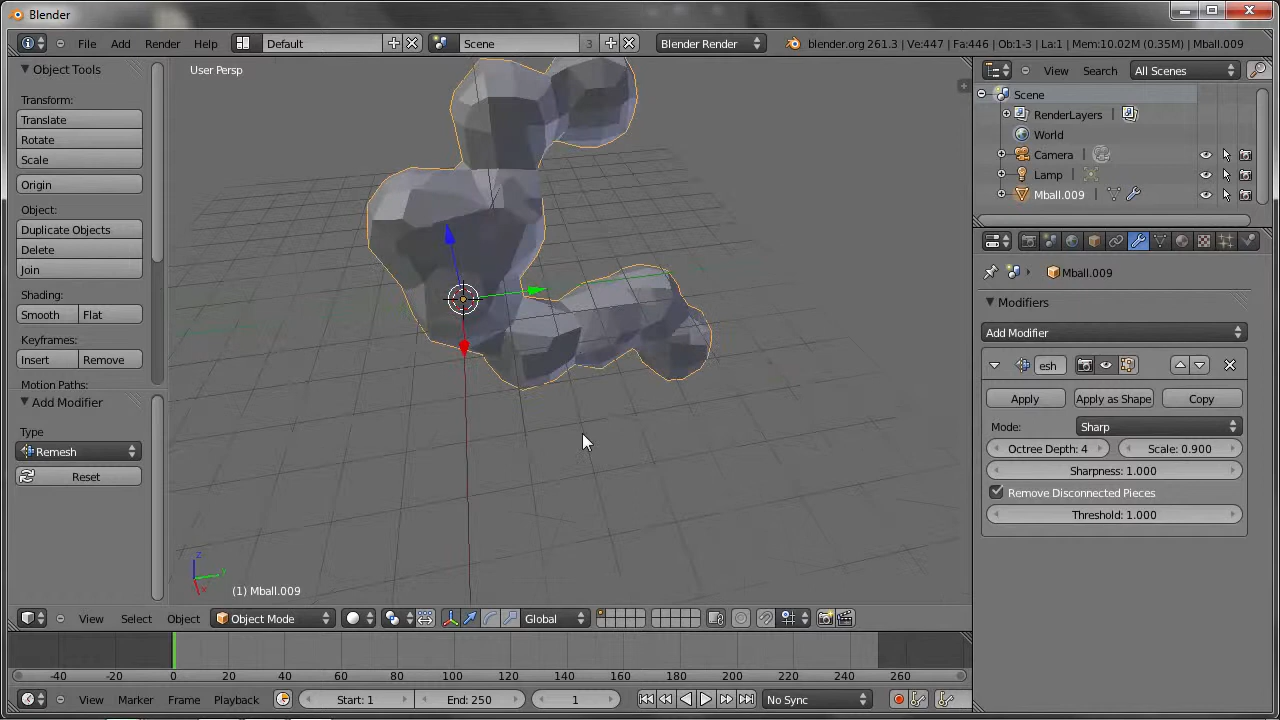 Blender
File Add Render Help Default Scene 3 Blender Render blender.org 261.3 | Ve:447 | Fa:446 | Ob:1-3 | La:1 | Mem:10.02M (0.35M) | Mball.009
Object Tools
Transform:
Translate
Rotate
Scale
Origin
Object:
Duplicate Objects
Delete
Join
Shading:
Smooth Flat
Keyframes:
Insert Remove
Motion Paths:
Add Modifier
Type
Remesh
Reset
User Persp
z
y
x
(1) Mball.009
View Select Object Object Mode Global
-40 -20 0 20 40 60 80 100 120 140 160 180 200 220 240 260
View Marker Frame Playback Start: 1 End: 250 1 No Sync
View Search All Scenes
Scene
RenderLayers |
World
Camera |
Lamp |
Mball.009 |
Mball.009
Modifiers
Add Modifier
esh
Apply Apply as Shape Copy
Mode: Sharp
Octree Depth: 4 Scale: 0.900
Sharpness: 1.000
Remove Disconnected Pieces
Threshold: 1.000